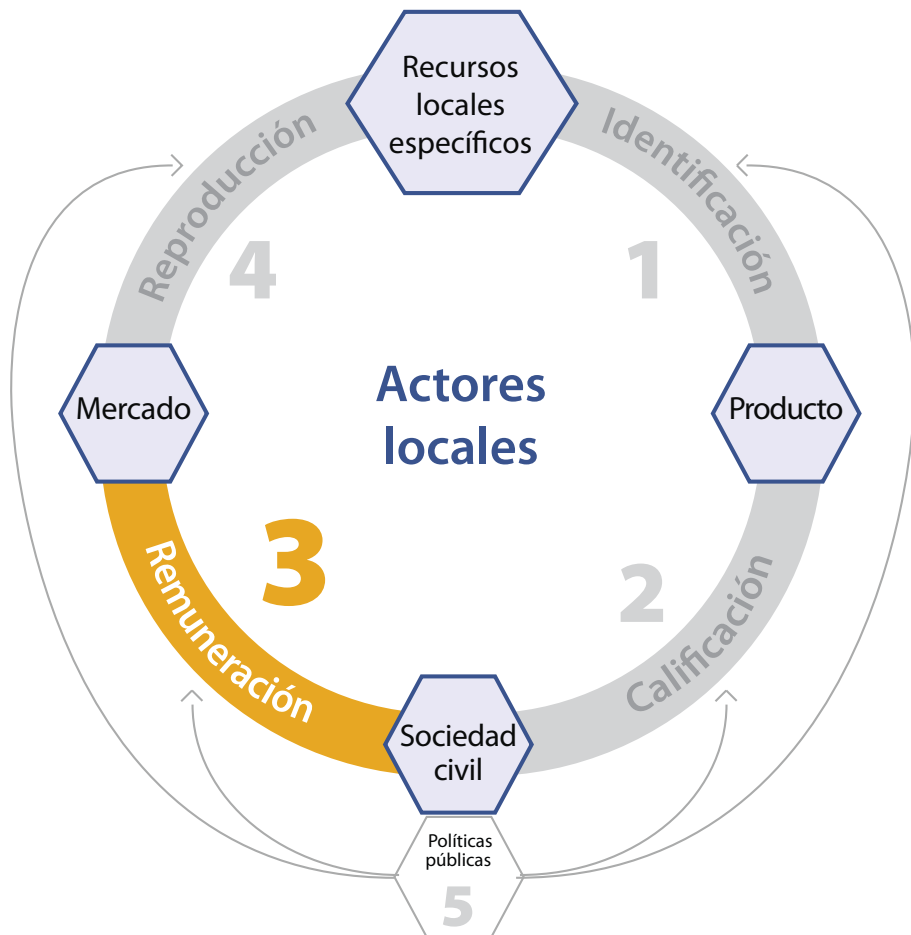 Recursos
locales
específicos
Identificación
1
Producto
Calificación
2
Sociedad
civil
Remuneración
3
Mercado
Reproducción
4
Actores
locales
Políticas
públicas
5